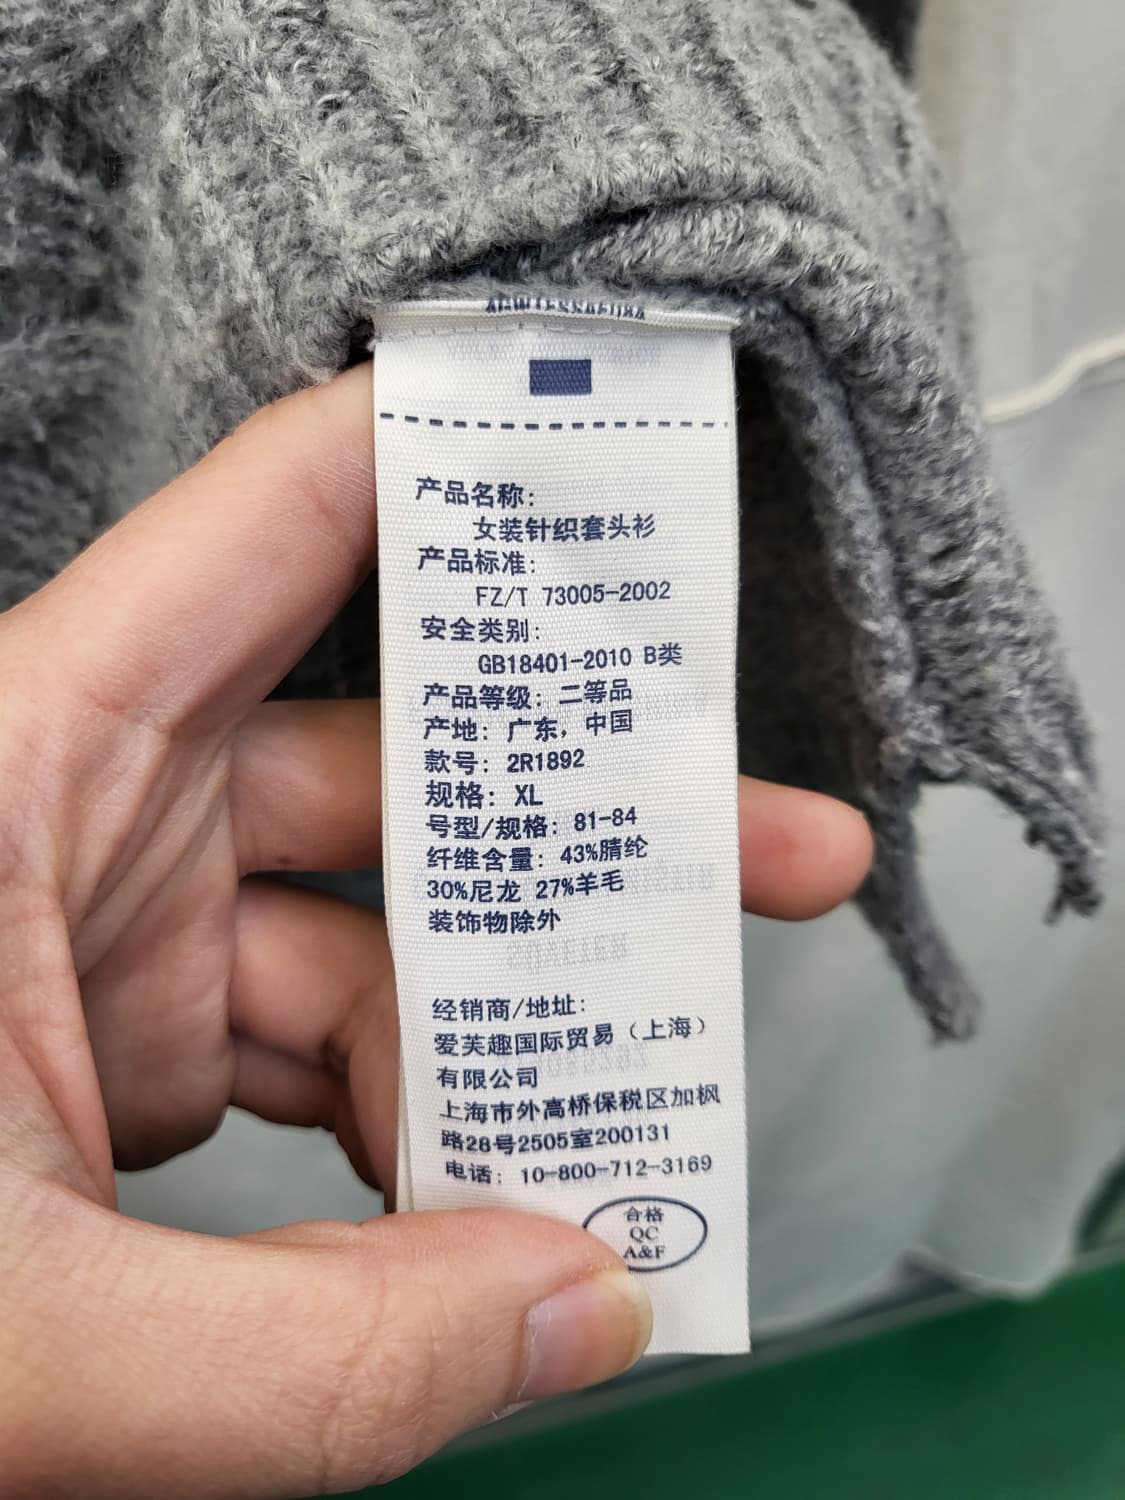 产品名称:
女装针织套头衫
产品标准:
FZ/T 73005-2002
安全类别:
GB18401-2010 B类
产品等级: 二等品
产地: 广东, 中国
款号: 2R1892
规格: XL
号型/规格: 81-84
纤维含量: 43%腈纶
30%尼龙 27%羊毛
装饰物除外
经销商/地址:
爱芙趣国际贸易（上海）
有限公司
上海市外高桥保税区加枫
路28号2505室200131
电话: 10-800-712-3169
合格
QC
A&F